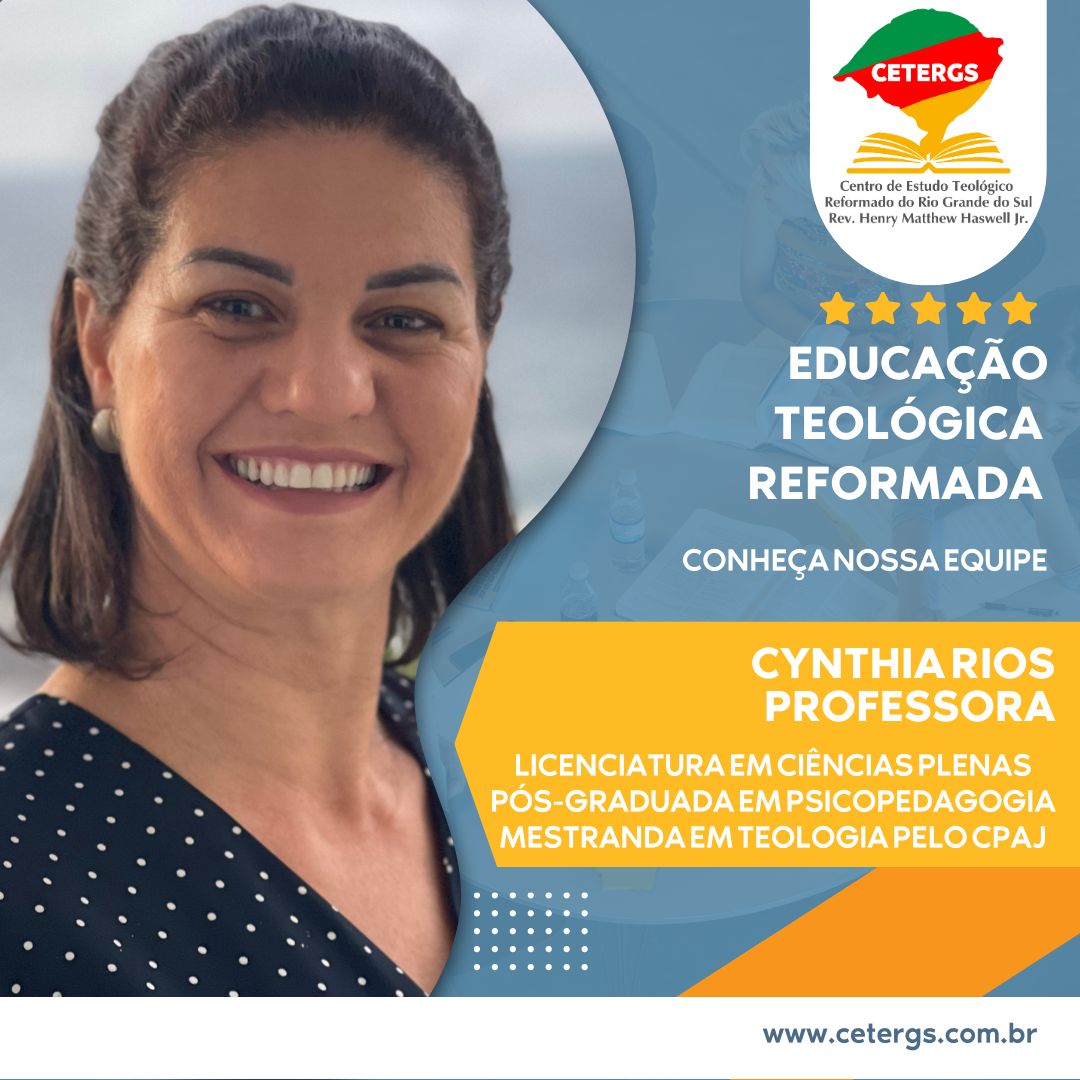 CETERGS
Centro de Estudo Teológico
Reformado do Rio Grande do Sul
Rev. Henry Matthew Haswell Jr.
EDUCAÇÃO
TEOLÓGICA
REFORMADA
CONHEÇA NOSSA EQUIPE
CYNTHIA RIOS
PROFESSORA
LICENCIATURA EM CIÊNCIAS PLENAS
PÓS-GRADUADA EM PSICOPEDAGOGIA
MESTRANDA EM TEOLOGIA PELO CPAJ
www.cetergs.com.br